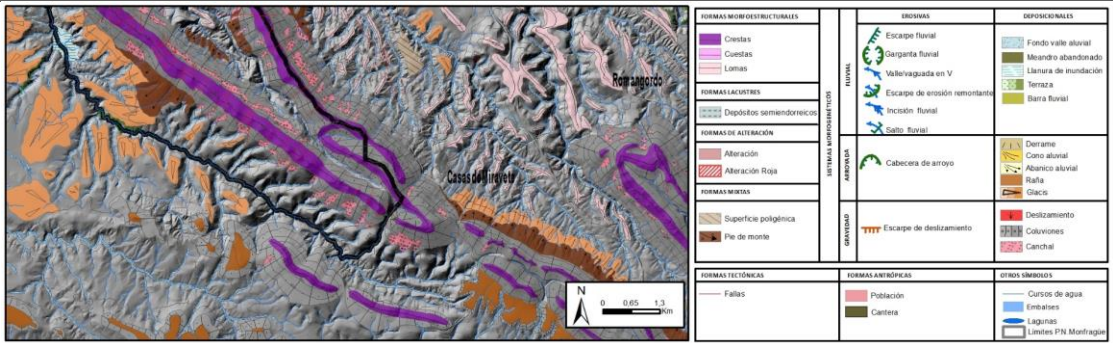 Romangordo
Casas de Miravete
N
0 0,65 1,3
Km
FORMAS MORFOESTRUCTURALES
Crestas
Cuestas
Lomas
FORMAS LACUSTRES
Depósitos semiendorreicos
FORMAS DE ALTERACIÓN
Alteración
Alteración Roja
FORMAS MIXTAS
Superficie poligénica
Pie de monte
SISTEMAS MORFOGENÉTICOS
FLUVIAL
EROSIVAS
Escarpe fluvial
Garganta fluvial
Valle/vaguada en V
Escarpe de erosión remontante
Incisión fluvial
Salto fluvial
DEPOSICIONALES
Fondo valle aluvial
Meandro abandonado
Llanura de inundación
Terraza
Barra fluvial
ARROYADA
Cabecera de arroyo
Derrame
Cono aluvial
Abanico aluvial
Raña
Glacis
GRAVEDAD
Escarpe de deslizamiento
Deslizamiento
Coluviones
Canchal
FORMAS TECTÓNICAS
Fallas
FORMAS ANTRÓPICAS
Población
Cantera
OTROS SÍMBOLOS
Cursos de agua
Embalses
Lagunas
Límites P.N Monfragüe